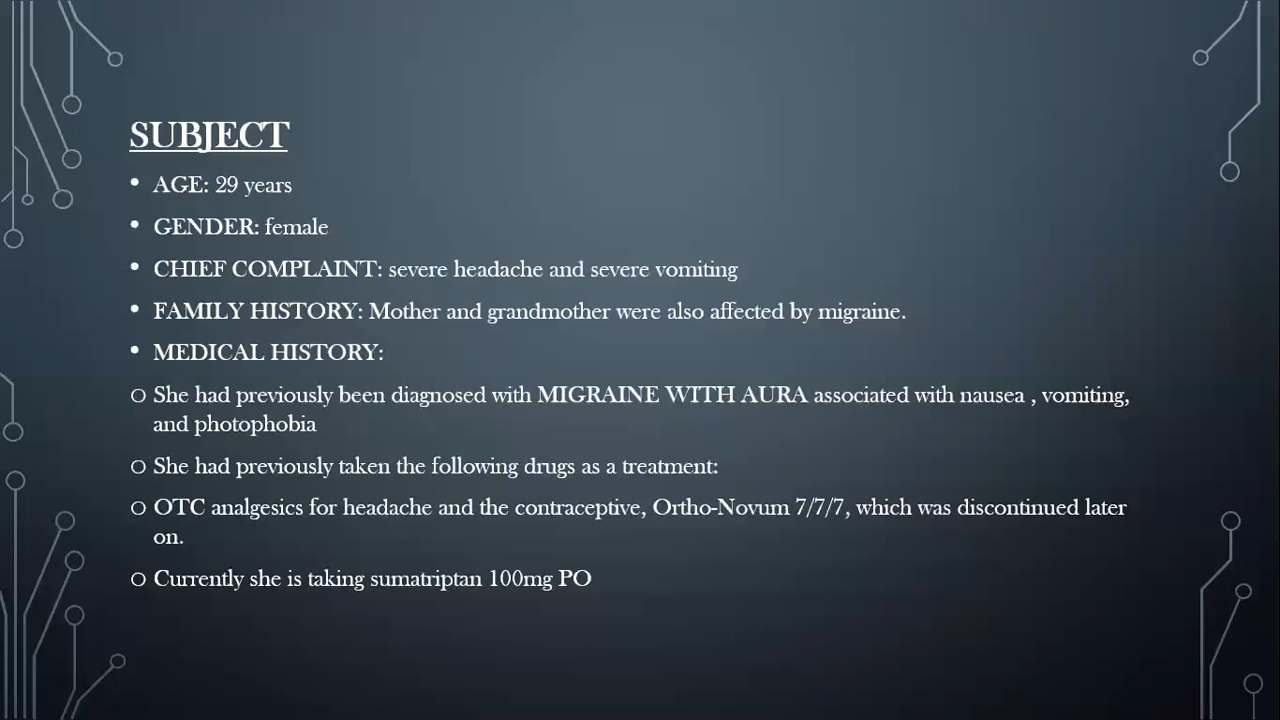 SUBJECT
• AGE: 29 years
• GENDER: female
• CHIEF COMPLAINT: severe headache and severe vomiting
• FAMILY HISTORY: Mother and grandmother were also affected by migraine.
• MEDICAL HISTORY:
○ She had previously been diagnosed with MIGRAINE WITH AURA associated with nausea , vomiting,
and photophobia
○ She had previously taken the following drugs as a treatment:
○ OTC analgesics for headache and the contraceptive, Ortho-Novum 7/7/7, which was discontinued later
on.
○ Currently she is taking sumatriptan 100mg PO